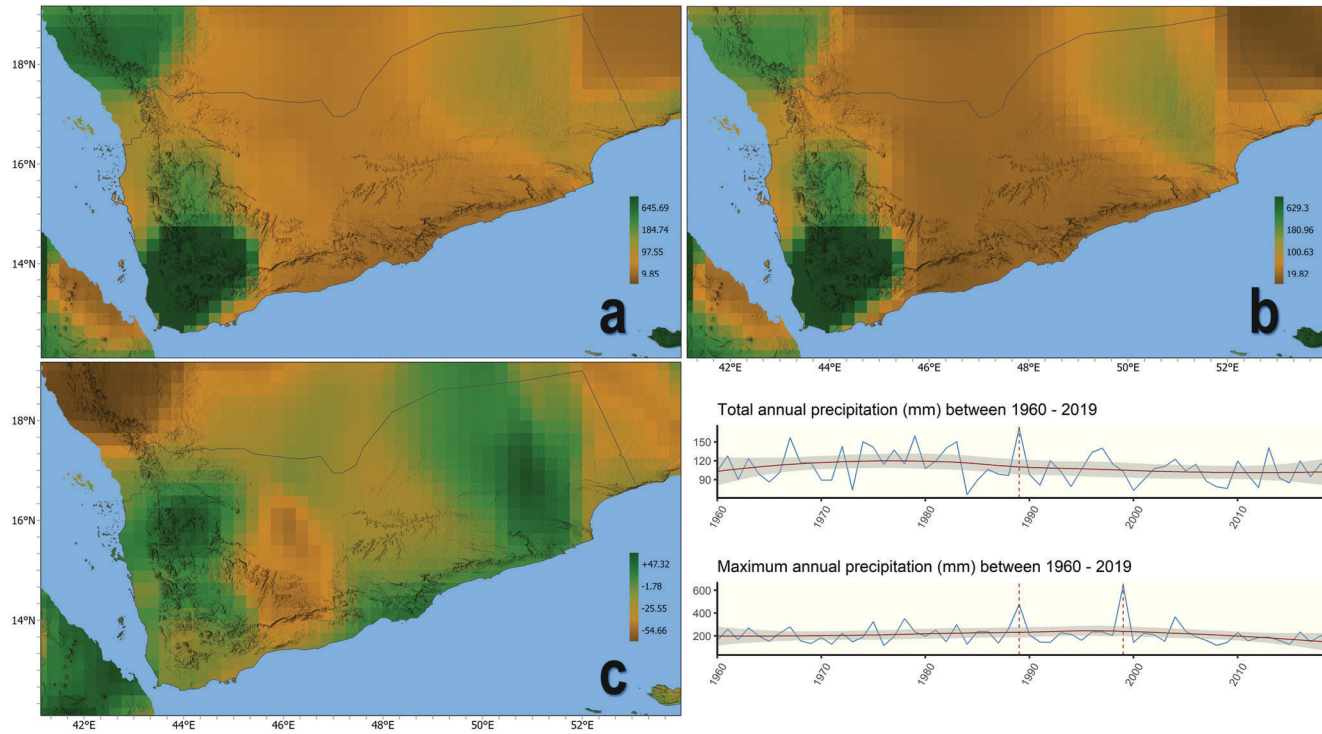 18°N
16°N
14°N
645.69
184.74
97.55
9.85
a
629.3
180.96
100.63
19.82
b
42°E 44°E 46°E 48°E 50°E 52°E
18°N
16°N
14°N
+47.32
-1.78
-25.55
-54.66
c
42°E 44°E 46°E 48°E 50°E 52°E
Total annual precipitation (mm) between 1960 - 2019
150
120
90
1960 1970 1980 1990 2000 2010
Maximum annual precipitation (mm) between 1960 - 2019
600
400
200
1960 1970 1980 1990 2000 2010